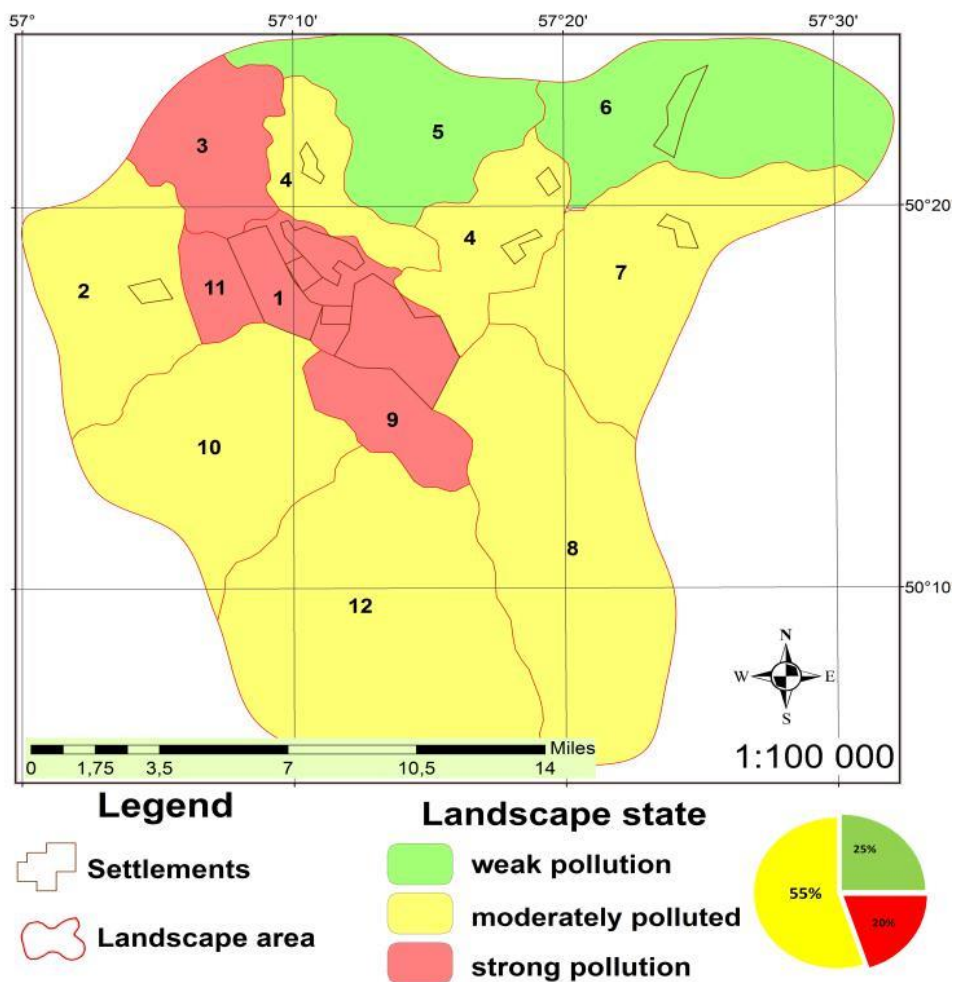 57° 57°10' 57°20' 57°30'
6
5
3
4
50°20
4
7
2
11
1
9
10
8
50°10
12
N
W E
S
Miles
0 1,75 3,5 7 10,5 14
1:100 000
Legend
Settlements
Landscape area
Landscape state
weak pollution
moderately polluted
strong pollution
25%
55%
20%